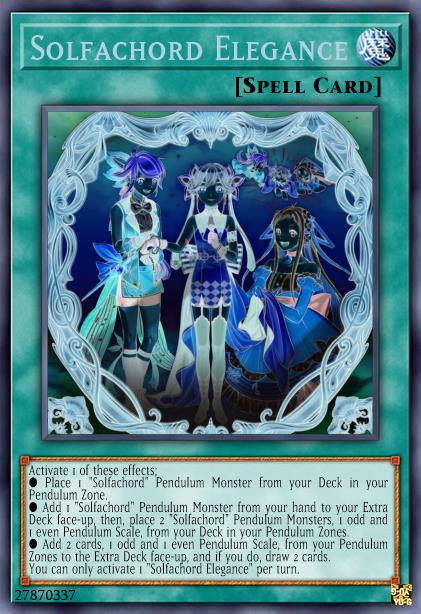 Solfachord Elegance
魔
[Spell Card]
Activate 1 of these effects;
● Place 1 "Solfachord" Pendulum Monster from your Deck in your
Pendulum Zone.
● Add 1 "Solfachord" Pendulum Monster from your hand to your Extra
Deck face-up, then, place 2 "Solfachord" Pendulum Monsters, 1 odd and
1 even Pendulum Scale, from your Deck in your Pendulum Zones.
● Add 2 cards, 1 odd and 1 even Pendulum Scale, from your Pendulum
Zones to the Extra Deck face-up, and if you do, draw 2 cards.
You can only activate 1 "Solfachord Elegance" per turn.
27870337